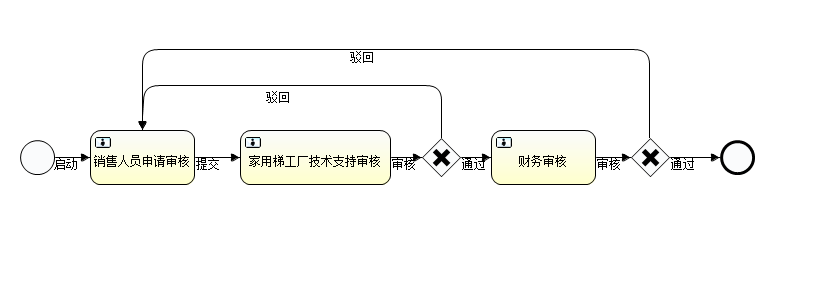 驳回
驳回
启动
销售人员申请审核
提交
家用梯工厂技术支持审核
审核
通过
财务审核
审核
通过